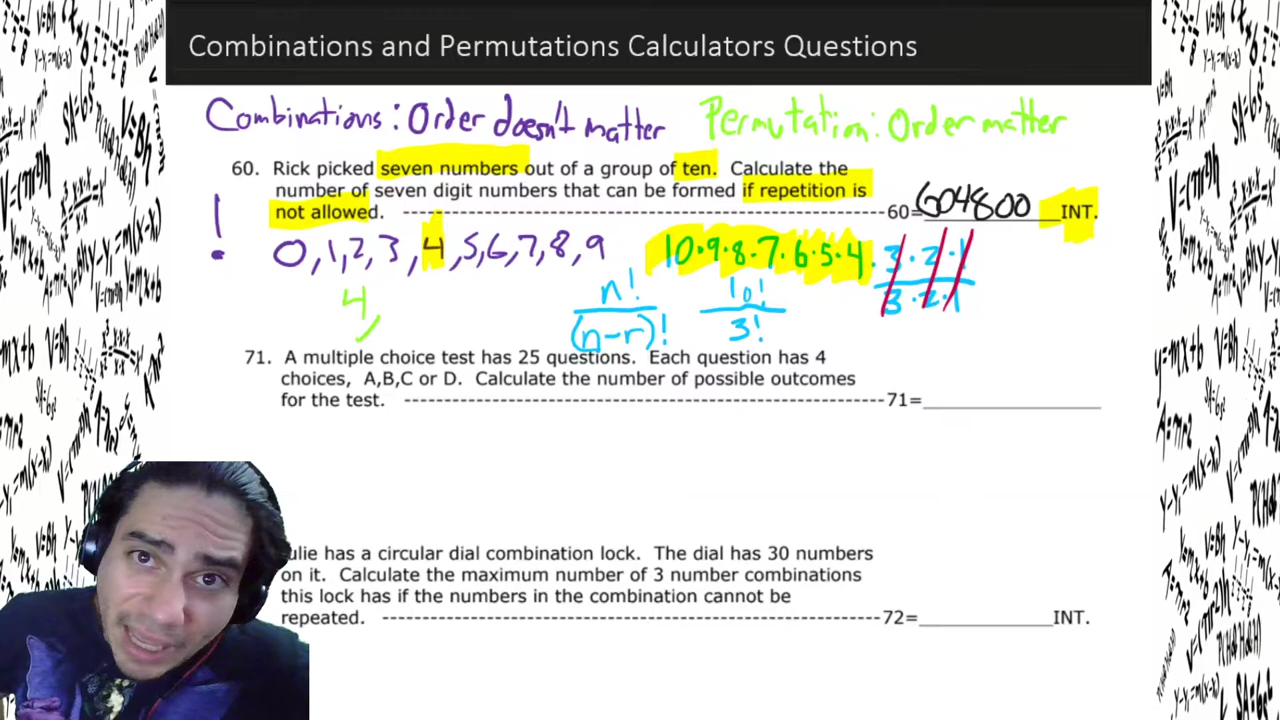 Combinations and Permutations Calculators Questions
Combinations: Order doesn't matter
Permutation: Order matter
60. Rick picked seven numbers out of a group of ten. Calculate the
number of seven digit numbers that can be formed if repetition is
not allowed. ---------------------------------------------------------------60=604800 INT.
! 0,1,2,3,4,5,6,7,8,9
10·9·8·7·6·5·4·3·2·1
3·2·1
4,
n!
(n-r)!
10!
3!
71. A multiple choice test has 25 questions. Each question has 4
choices, A,B,C or D. Calculate the number of possible outcomes
for the test. ---------------------------------------------------------------71=
ulie has a circular dial combination lock. The dial has 30 numbers
on it. Calculate the maximum number of 3 number combinations
this lock has if the numbers in the combination cannot be
repeated. ---------------------------------------------------------------72= INT.